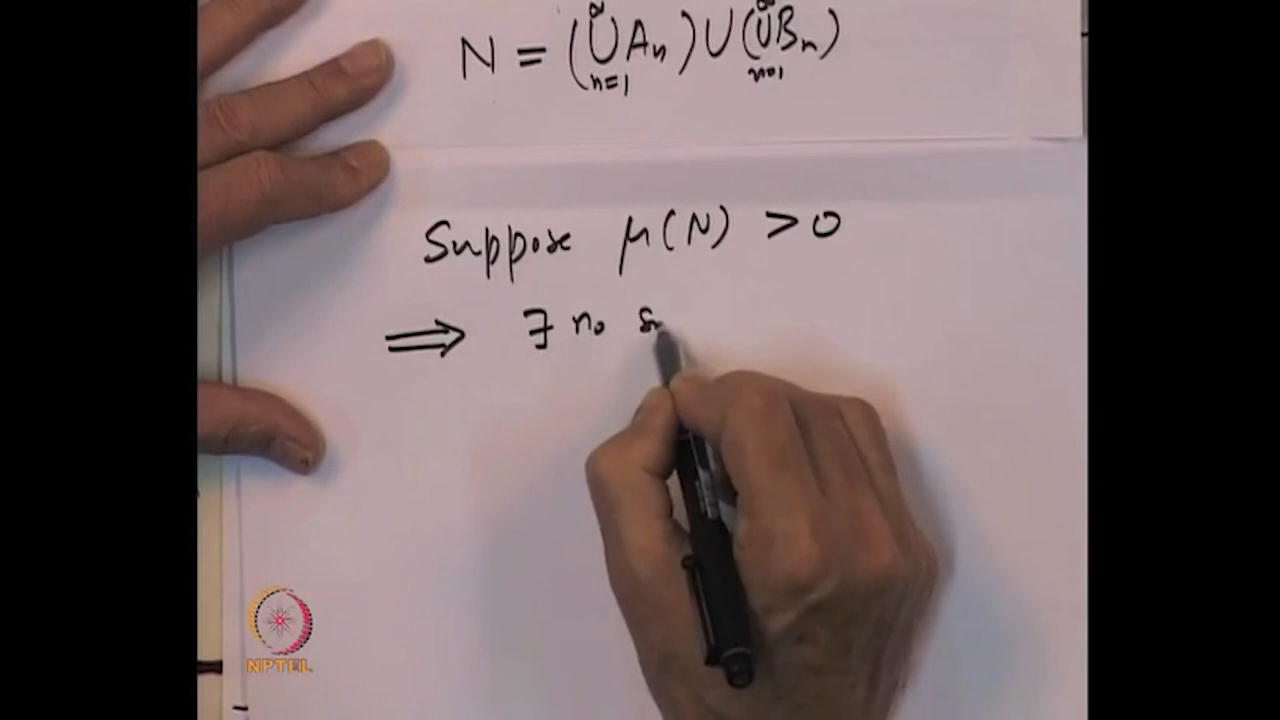 N ≡ (⋃_{n=1}^∞ A_n) ∪ (⋃_{n=1}^∞ B_n)
Suppose μ(N) > 0
⟹ ∃ n₀ s
NPTEL